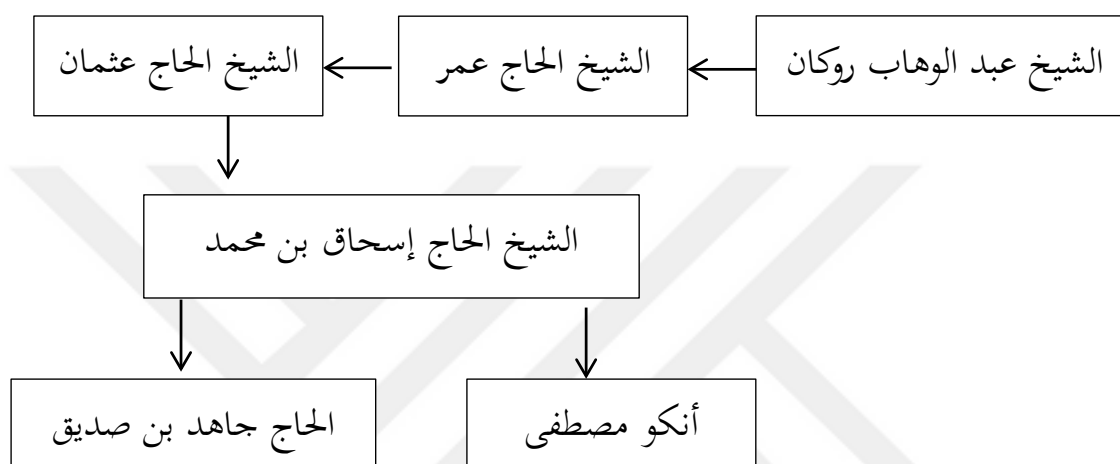 الشيخ عبد الوهاب روكان
الشيخ الحاج عمر
الشيخ الحاج عثمان
الشيخ الحاج إسحاق بن محمد
أنكو مصطفى
الحاج جاهد بن صديق